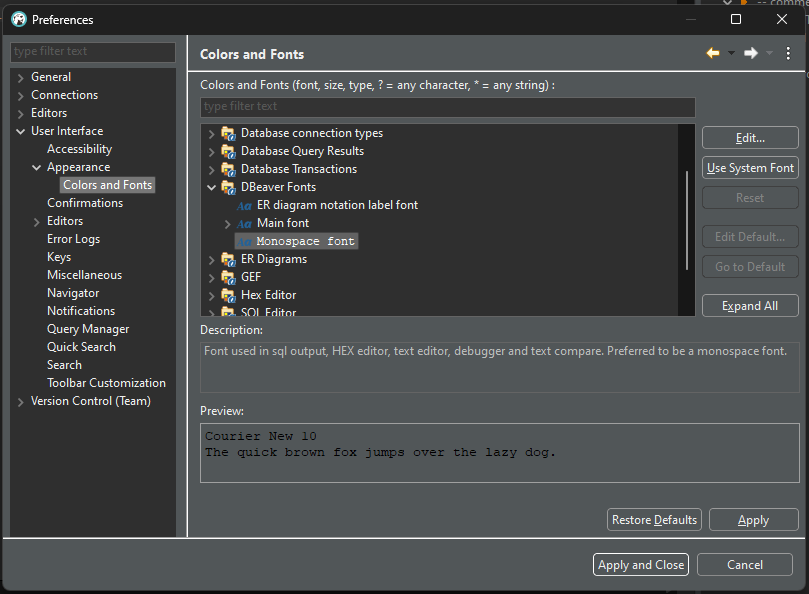 -- comme
Preferences
type filter text
General
Connections
Editors
User Interface
Accessibility
Appearance
Colors and Fonts
Confirmations
Editors
Error Logs
Keys
Miscellaneous
Navigator
Notifications
Query Manager
Quick Search
Search
Toolbar Customization
Version Control (Team)
Colors and Fonts
Colors and Fonts (font, size, type, ? = any character, * = any string) :
type filter text
Database connection types
Database Query Results
Database Transactions
DBeaver Fonts
Aa ER diagram notation label font
Aa Main font
Aa Monospace font
ER Diagrams
GEF
Hex Editor
SQL Editor
Edit...
Use System Font
Reset
Edit Default...
Go to Default
Expand All
Description:
Font used in sql output, HEX editor, text editor, debugger and text compare. Preferred to be a monospace font.
Preview:
Courier New 10
The quick brown fox jumps over the lazy dog.
Restore Defaults
Apply
Apply and Close
Cancel